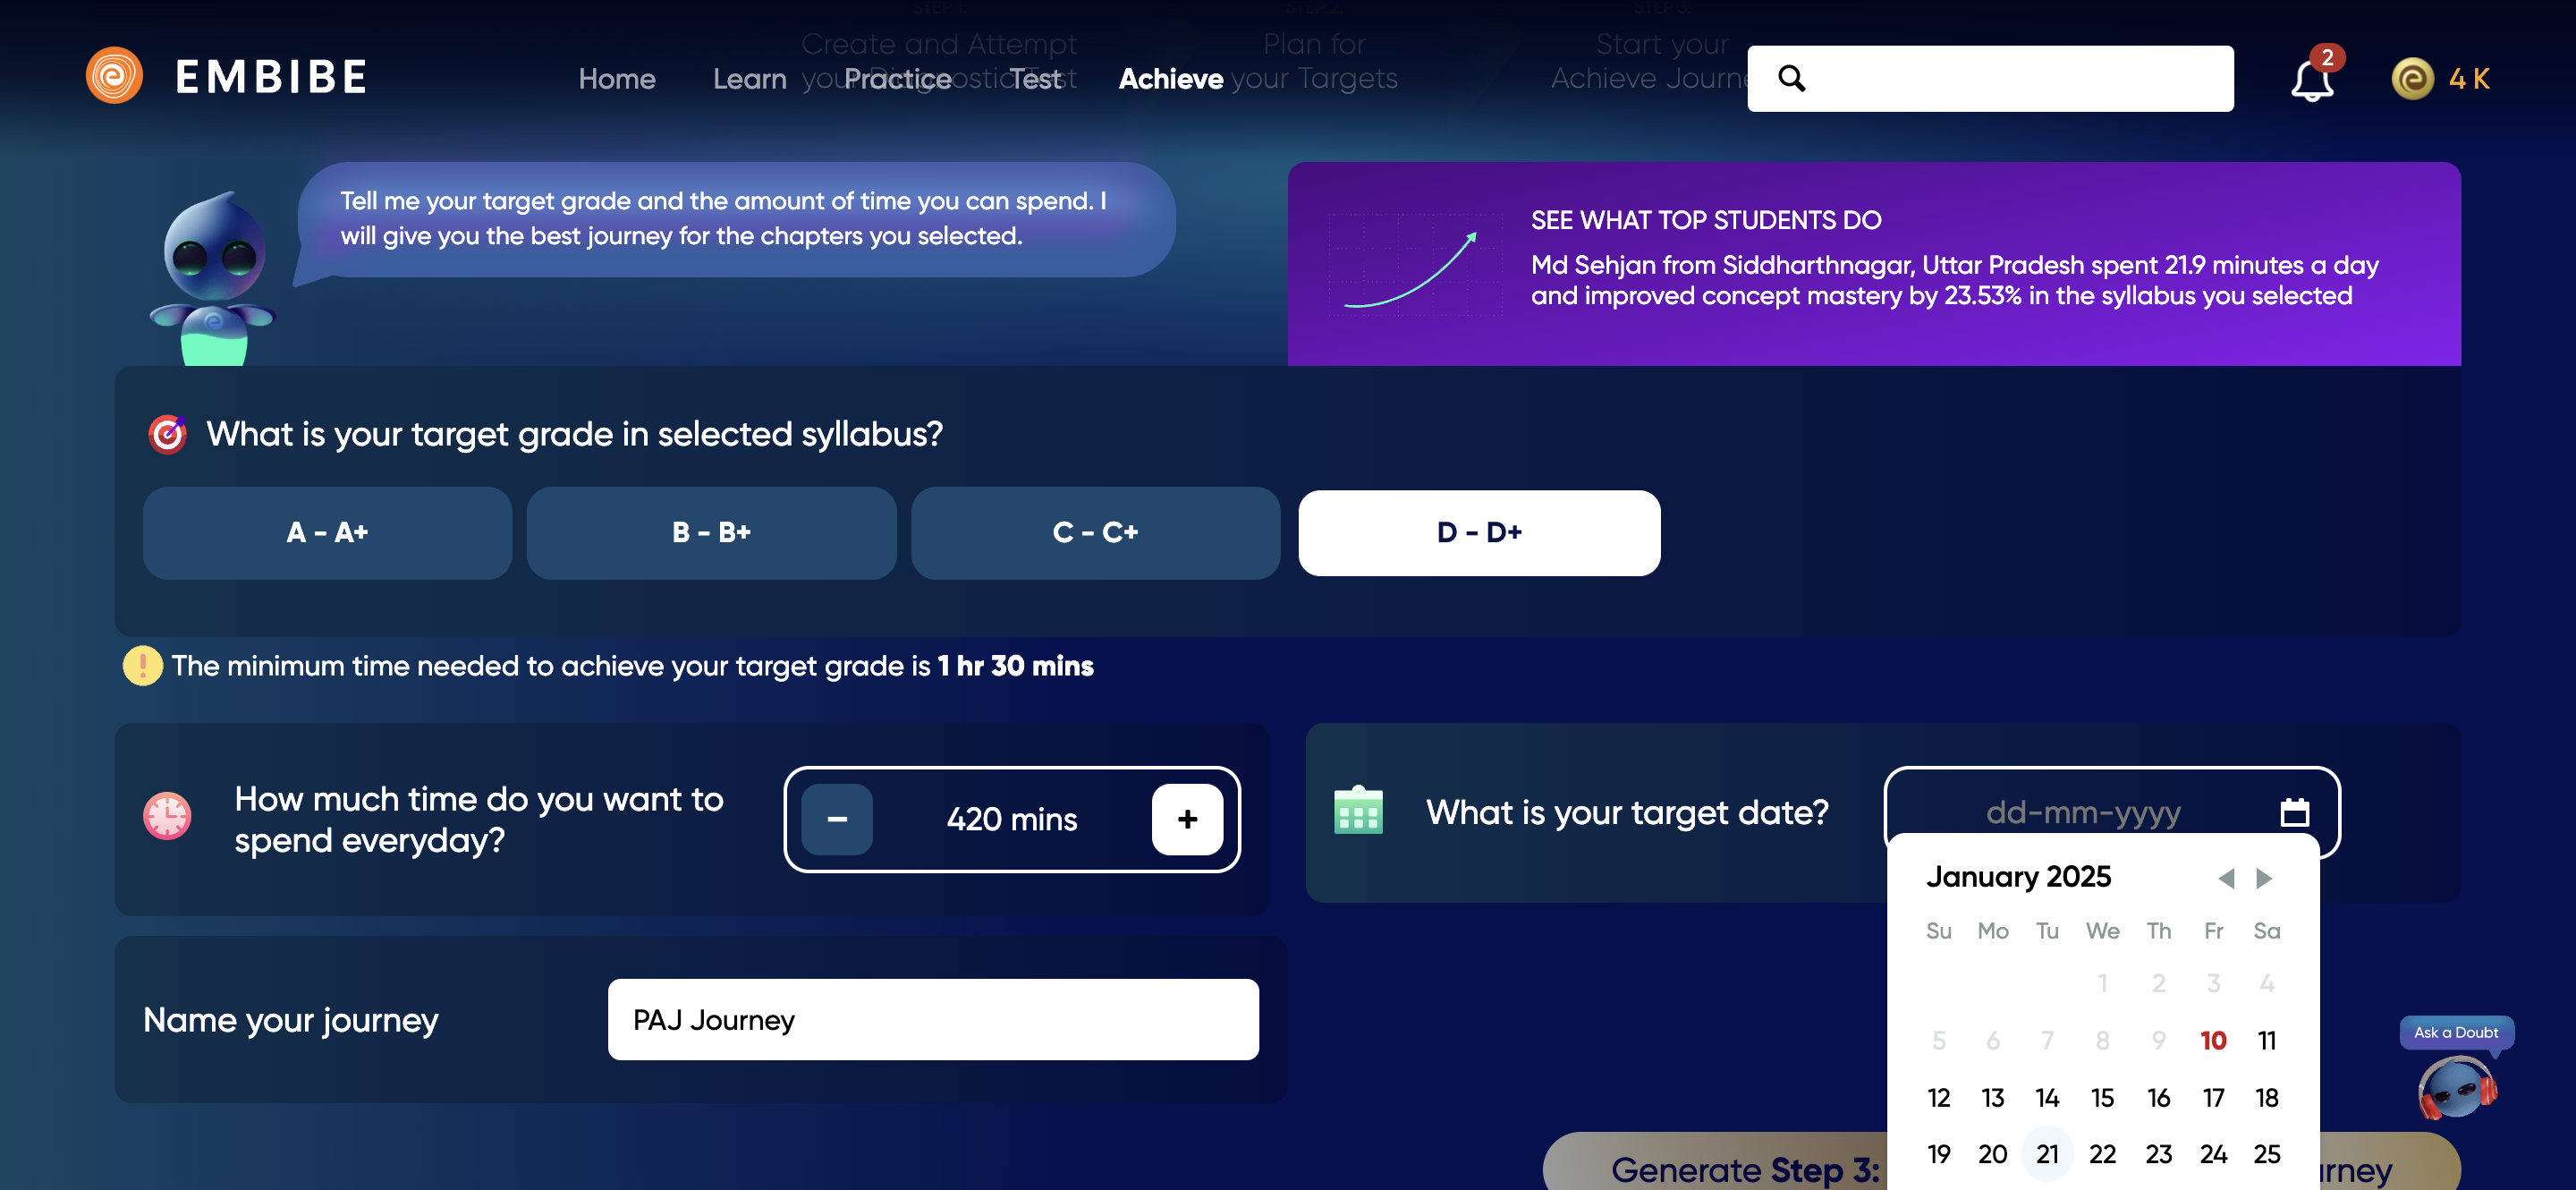 STEP 1:
STEP 2:
STEP 3:
Create and Attempt
your Diagnostic Test
Plan for
your Targets
Start your
Achieve Journe
EMBIBE
Home
Learn
Practice
Test
Achieve
2
4 K
Tell me your target grade and the amount of time you can spend. I
will give you the best journey for the chapters you selected.
SEE WHAT TOP STUDENTS DO
Md Sehjan from Siddharthnagar, Uttar Pradesh spent 21.9 minutes a day
and improved concept mastery by 23.53% in the syllabus you selected
What is your target grade in selected syllabus?
A - A+
B - B+
C - C+
D - D+
The minimum time needed to achieve your target grade is 1 hr 30 mins
How much time do you want to
spend everyday?
− 420 mins +
What is your target date?
dd-mm-yyyy
January 2025
Su Mo Tu We Th Fr Sa
1 2 3 4
5 6 7 8 9 10 11
12 13 14 15 16 17 18
19 20 21 22 23 24 25
Name your journey
PAJ Journey
Ask a Doubt
Generate Step 3:
urney